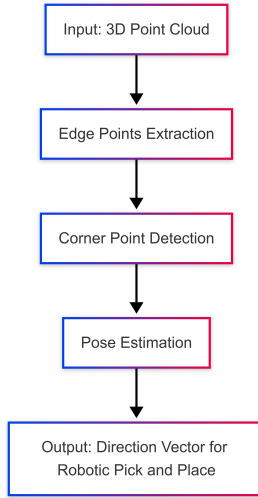 Input: 3D Point Cloud
Edge Points Extraction
Corner Point Detection
Pose Estimation
Output: Direction Vector for
Robotic Pick and Place